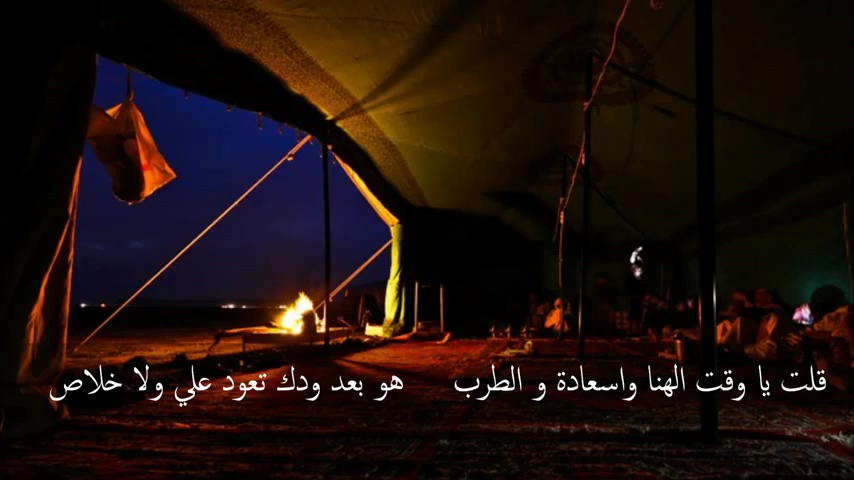 قلت يا وقت الهنا واسعادة و الطرب هو بعد ودك تعود علي ولا خلاص